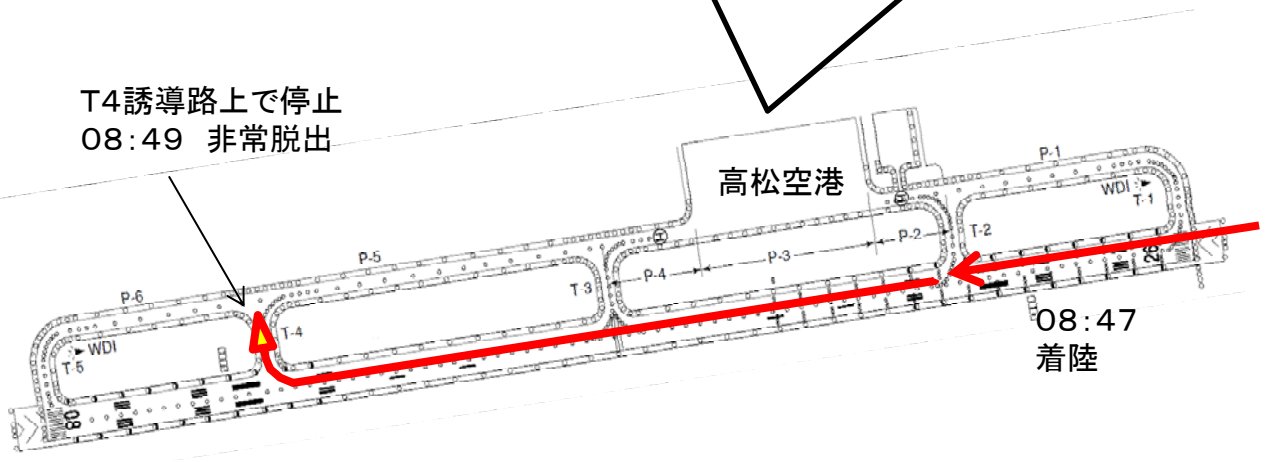 T4誘導路上で停止
08:49 非常脱出
高松空港
P-1
WDI
T-1
T-2
P-2
P-3
P-4
T-3
P-5
P-6
T-4
WDI
T-5
08
26
H
H
08:47
着陸